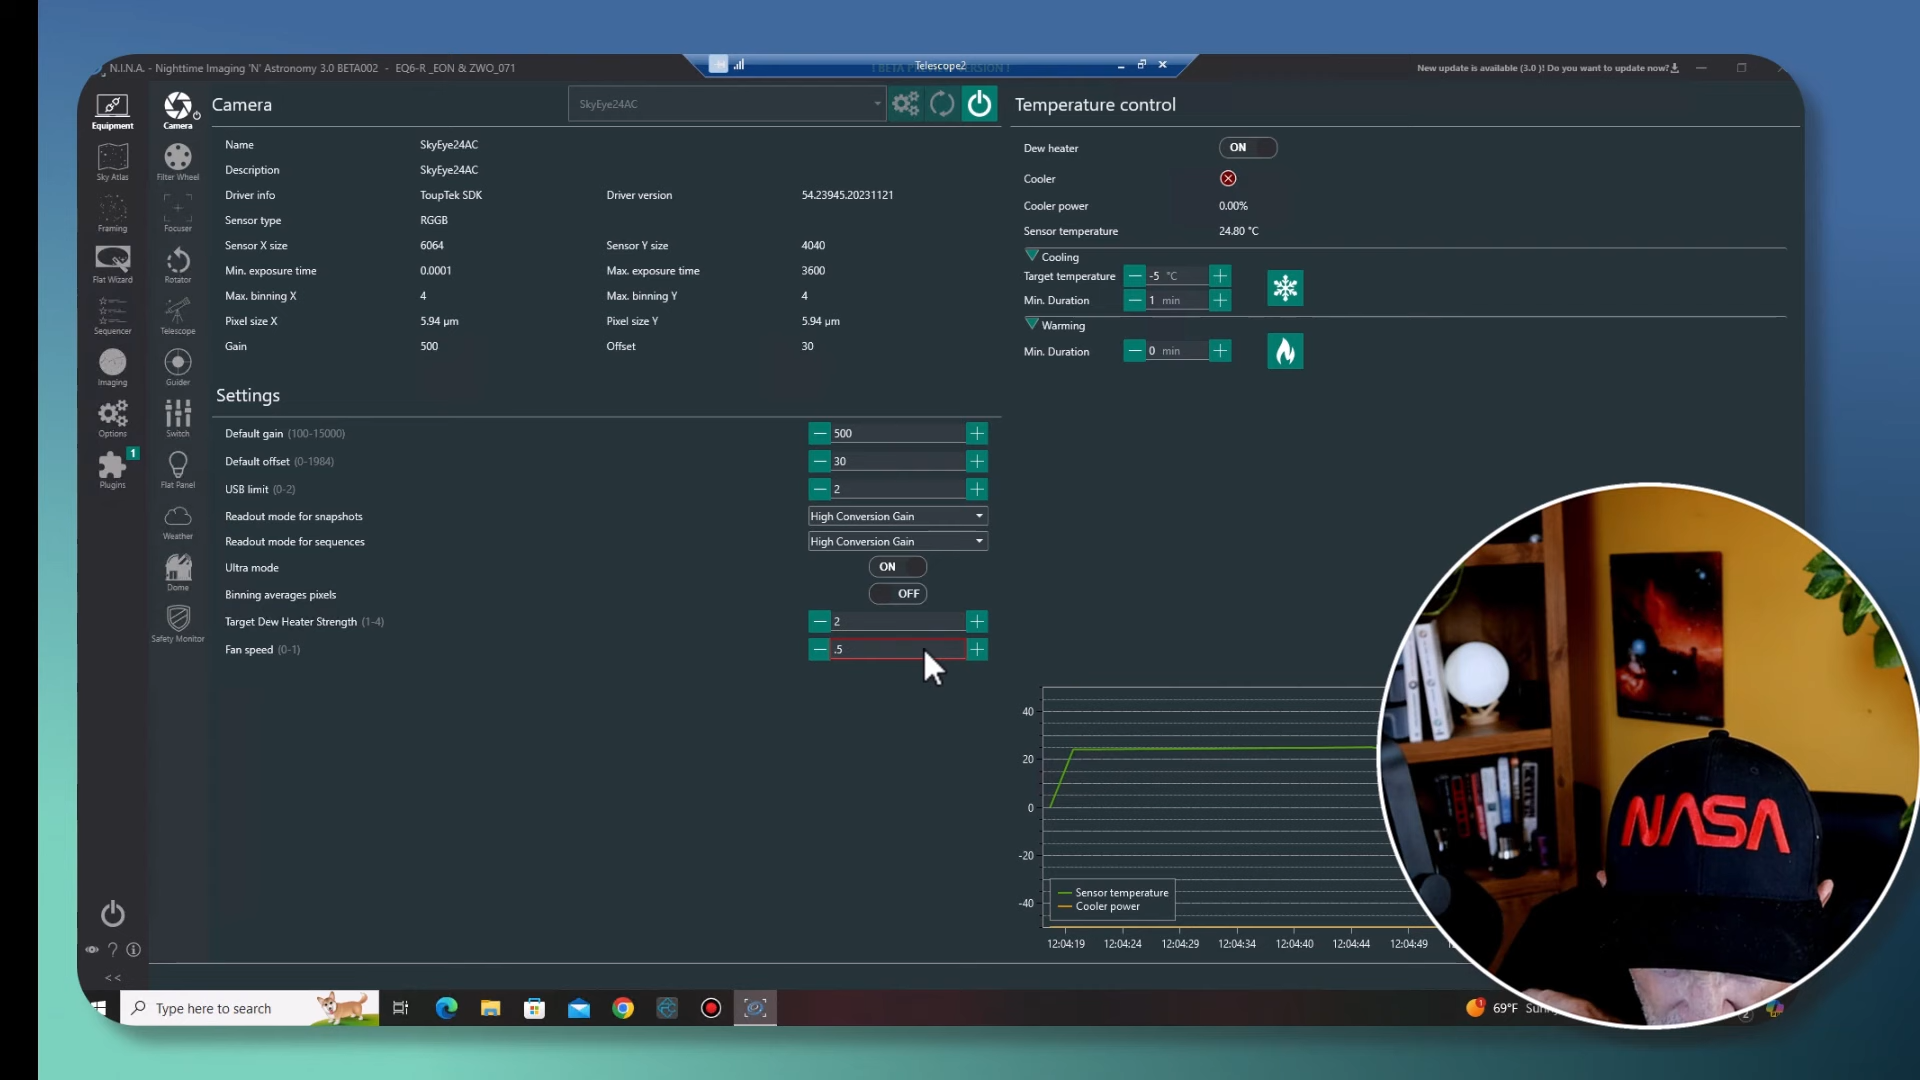 N.I.N.A. - Nighttime Imaging 'N' Astronomy 3.0 BETA002 - EQ6-R _EON & ZWO_071
Telescope2
New update is available (3.0 )! Do you want to update now?
Equipment
Sky Atlas
Framing
Flat Wizard
Sequencer
Imaging
Options
1
Plugins
<<
Camera
Filter Wheel
Focuser
Rotator
Telescope
Guider
Switch
Flat Panel
Weather
Dome
Safety Monitor
Camera
SkyEye24AC
Name SkyEye24AC
Description SkyEye24AC
Driver info ToupTek SDK Driver version 54.23945.20231121
Sensor type RGGB
Sensor X size 6064 Sensor Y size 4040
Min. exposure time 0.0001 Max. exposure time 3600
Max. binning X 4 Max. binning Y 4
Pixel size X 5.94 µm Pixel size Y 5.94 µm
Gain 500 Offset 30
Settings
Default gain (100-15000) 500
Default offset (0-1984) 30
USB limit (0-2) 2
Readout mode for snapshots High Conversion Gain
Readout mode for sequences High Conversion Gain
Ultra mode ON
Binning averages pixels OFF
Target Dew Heater Strength (1-4) 2
Fan speed (0-1) .5
Temperature control
Dew heater ON
Cooler
Cooler power 0.00%
Sensor temperature 24.80 °C
Cooling
Target temperature -5 °C
Min. Duration 1 min
Warming
Min. Duration 0 min
40
20
0
-20
-40
Sensor temperature
Cooler power
12:04:19 12:04:24 12:04:29 12:04:34 12:04:40 12:04:44 12:04:49
NASA
Type here to search
1
69°F
2